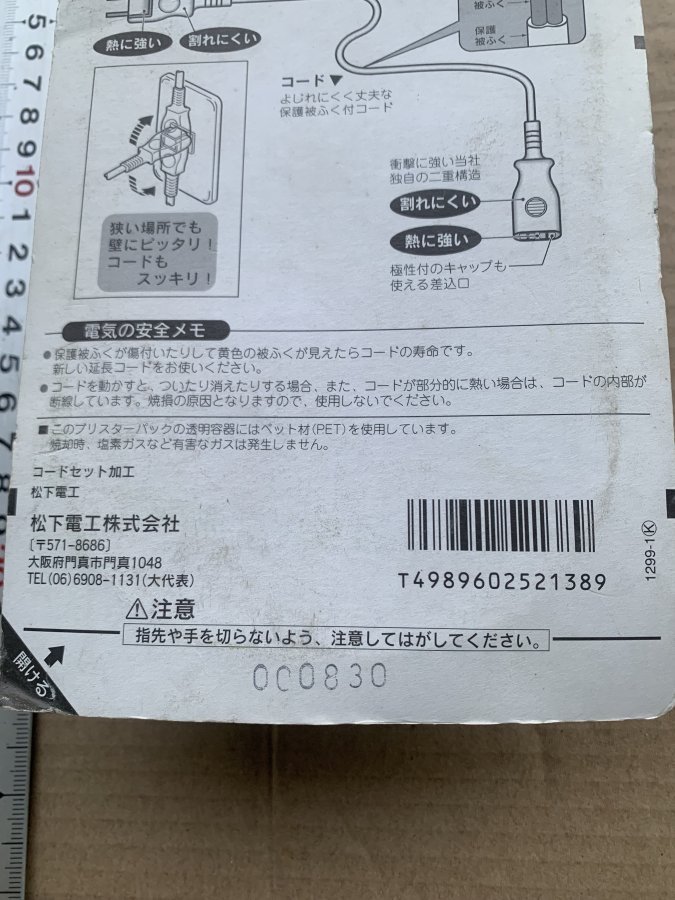 被ふく
保護
被ふく
熱に強い
割れにくい
コード▼
よじれにくく丈夫な
保護被ふく付コード
衝撃に強い当社
独自の二重構造
割れにくい
熱に強い
極性付のキャップも
使える差込口
狭い場所でも
壁にピッタリ!
コードも
スッキリ!
電気の安全メモ
●保護被ふくが傷付いたりして黄色の被ふくが見えたらコードの寿命です。
新しい延長コードをお使いください。
●コードを動かすと、ついたり消えたりする場合、また、コードが部分的に熱い場合は、コードの内部が
断線しています。焼損の原因となりますので、使用しないでください。
■このブリスターパックの透明容器にはペット材(PET)を使用しています。
焼却時、塩素ガスなど有害なガスは発生しません。
コードセット加工
松下電工
松下電工株式会社
〔〒571-8686〕
大阪府門真市門真1048
TEL(06)6908-1131(大代表)
T4989602521389
1299-1Ⓚ
⚠注意
指先や手を切らないよう、注意してはがしてください。
開ける
000830
5
6
7
8
9
10
1
2
3
4
5
6
7
8
9